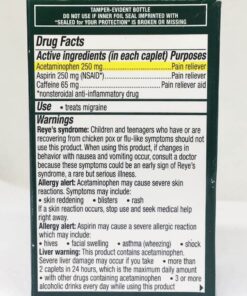 TAMPER-EVIDENT BOTTLE
DO NOT USE IF INNER FOIL SEAL IMPRINTED WITH
"SEALED for YOUR PROTECTION" IS BROKEN OR MISSING
Drug Facts
Active ingredients (in each caplet) Purposes
Acetaminophen 250 mg Pain reliever
Aspirin 250 mg (NSAID*) Pain reliever
Caffeine 65 mg Pain reliever aid
*nonsteroidal anti-inflammatory drug
Use • treats migraine
Warnings
Reye's syndrome: Children and teenagers who have or are
recovering from chicken pox or flu-like symptoms should not
use this product. When using this product, if changes in
behavior with nausea and vomiting occur, consult a doctor
because these symptoms could be an early sign of Reye's
syndrome, a rare but serious illness.
Allergy alert: Acetaminophen may cause severe skin
reactions. Symptoms may include:
• skin reddening • blisters • rash
If a skin reaction occurs, stop use and seek medical help
right away.
Allergy alert: Aspirin may cause a severe allergic reaction
which may include:
• hives • facial swelling • asthma (wheezing) • shock
Liver warning: This product contains acetaminophen.
Severe liver damage may occur if you take • more than
2 caplets in 24 hours, which is the maximum daily amount
• with other drugs containing acetaminophen • 3 or more
alcoholic drinks every day while using this product